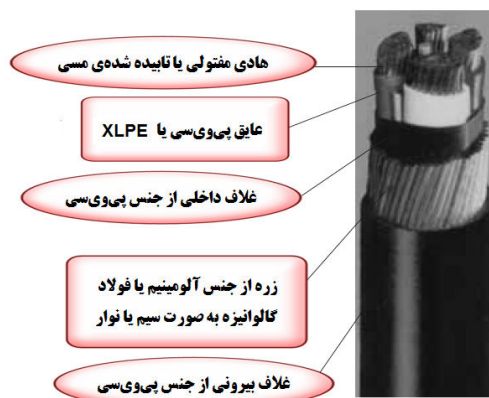 هادی مفتولی یا تابیده شده‌ی مسی
عایق پی‌وی‌سی یا XLPE
غلاف داخلی از جنس پی‌وی‌سی
زره از جنس آلومینیم یا فولاد
گالوانیزه به صورت سیم یا نوار
غلاف بیرونی از جنس پی‌وی‌سی